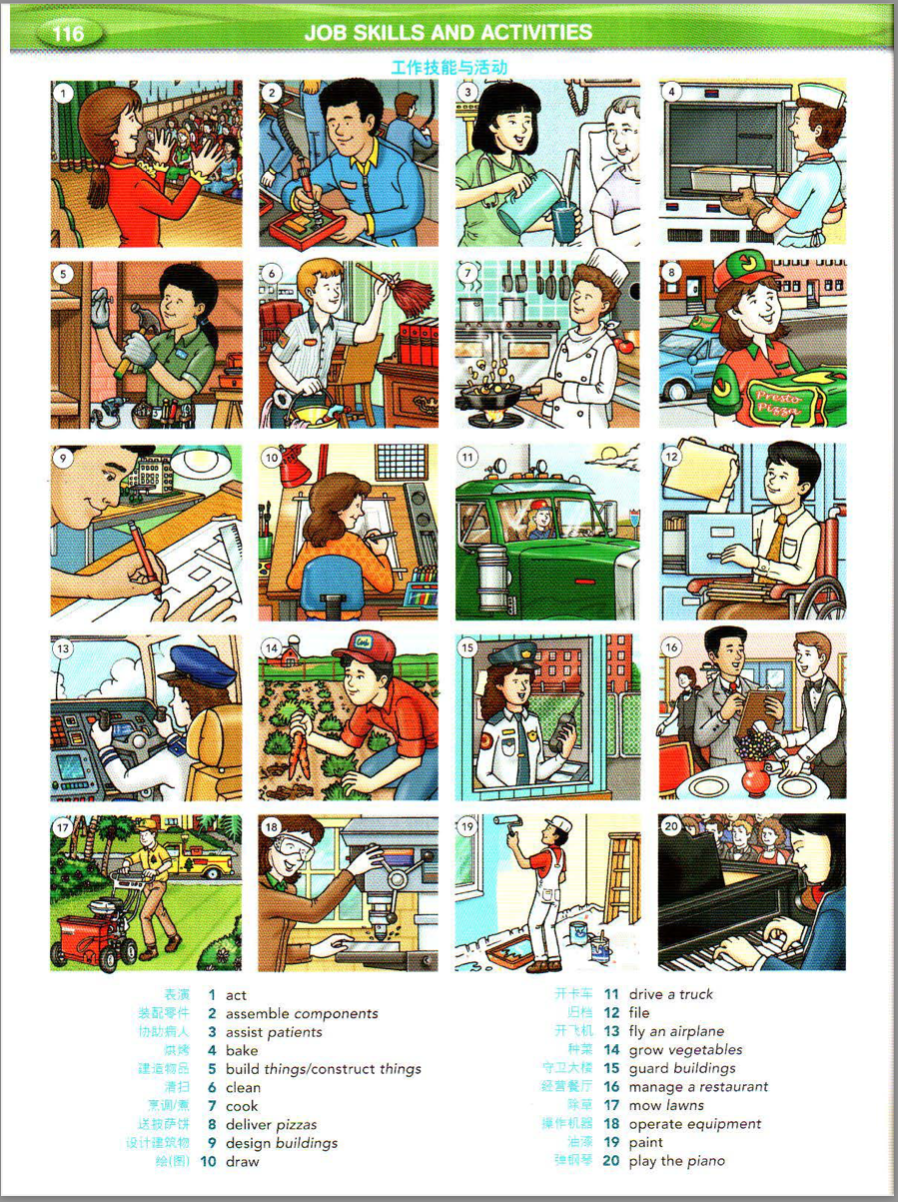 116
JOB SKILLS AND ACTIVITIES
工作技能与活动
1
2
3
4
5
6
7
8
Presto
Pizza
9
10
11
12
13
14
15
16
17
18
19
20
表演 1 act
装配零件 2 assemble components
协助病人 3 assist patients
烘烤 4 bake
建造物品 5 build things/construct things
清扫 6 clean
烹调/煮 7 cook
送披萨饼 8 deliver pizzas
设计建筑物 9 design buildings
绘(图) 10 draw
开卡车 11 drive a truck
归档 12 file
开飞机 13 fly an airplane
种菜 14 grow vegetables
守卫大楼 15 guard buildings
经营餐厅 16 manage a restaurant
除草 17 mow lawns
操作机器 18 operate equipment
油漆 19 paint
弹钢琴 20 play the piano